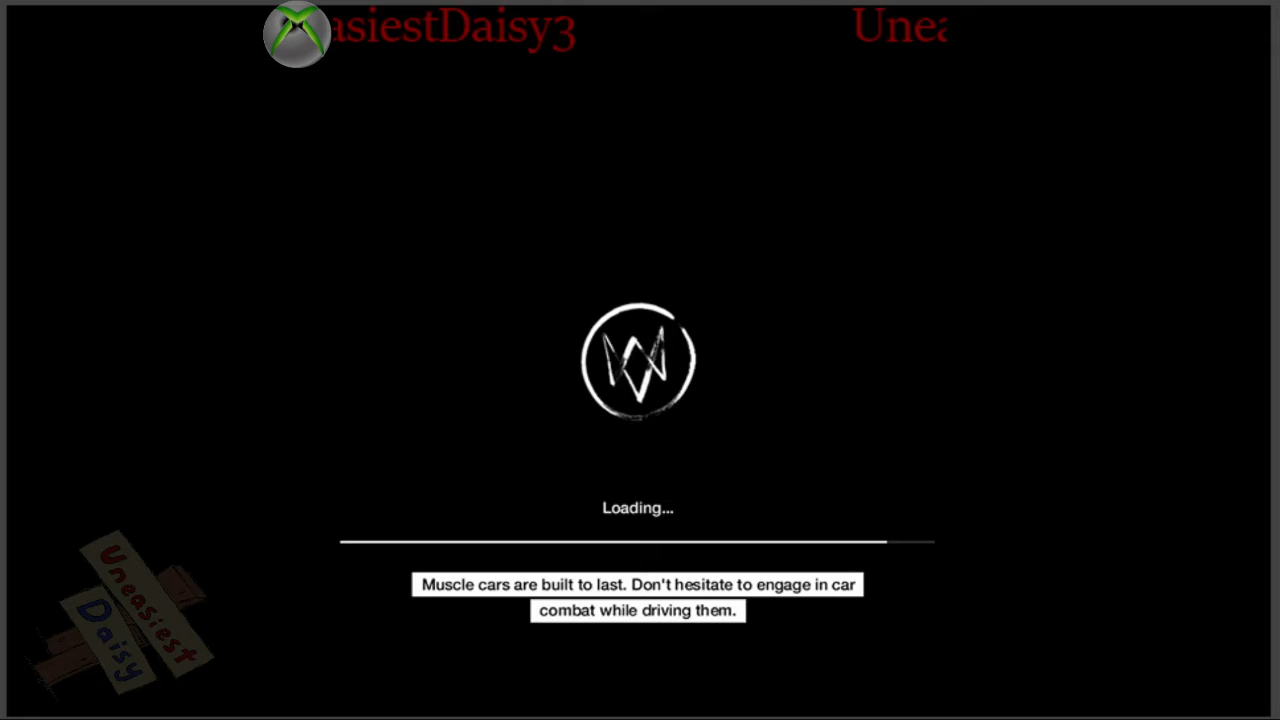 asiestDaisy3 Unea
Loading...
Muscle cars are built to last. Don't hesitate to engage in car
combat while driving them.
Uneasiest
Daisy